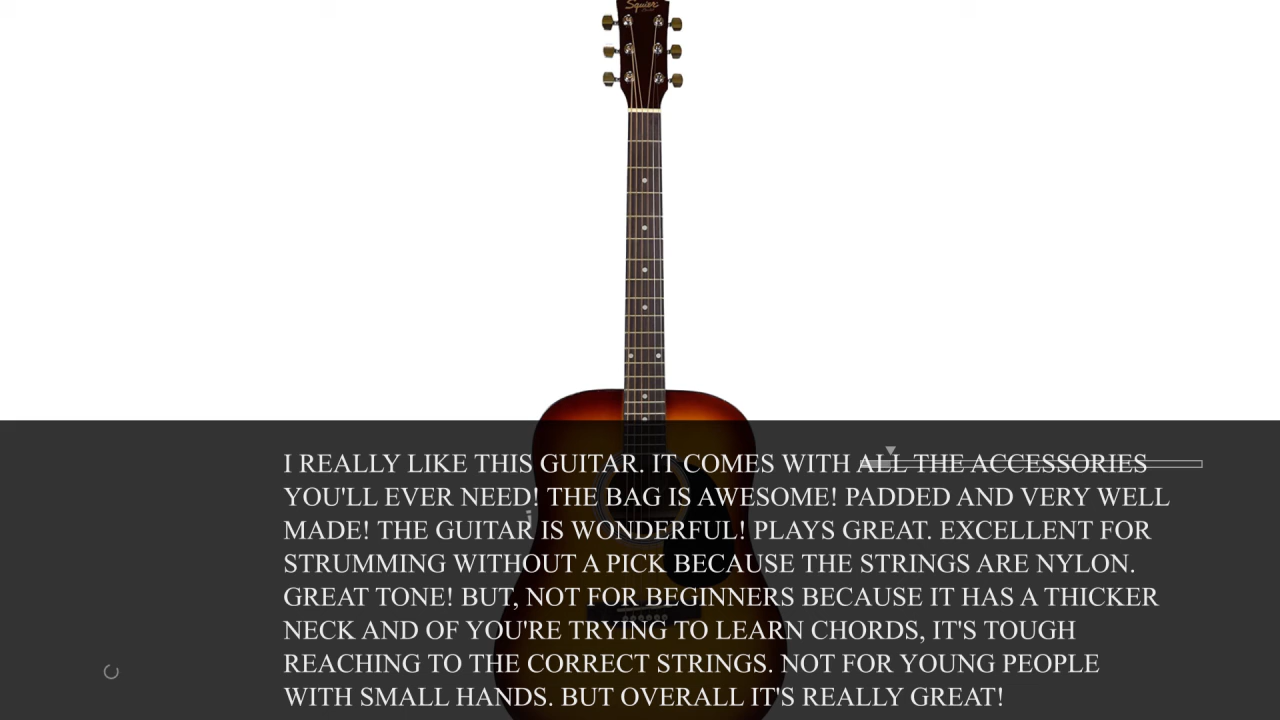 Squier
I REALLY LIKE THIS GUITAR. IT COMES WITH ALL THE ACCESSORIES
YOU'LL EVER NEED! THE BAG IS AWESOME! PADDED AND VERY WELL
MADE! THE GUITAR IS WONDERFUL! PLAYS GREAT. EXCELLENT FOR
STRUMMING WITHOUT A PICK BECAUSE THE STRINGS ARE NYLON.
GREAT TONE! BUT, NOT FOR BEGINNERS BECAUSE IT HAS A THICKER
NECK AND OF YOU'RE TRYING TO LEARN CHORDS, IT'S TOUGH
REACHING TO THE CORRECT STRINGS. NOT FOR YOUNG PEOPLE
WITH SMALL HANDS. BUT OVERALL IT'S REALLY GREAT!